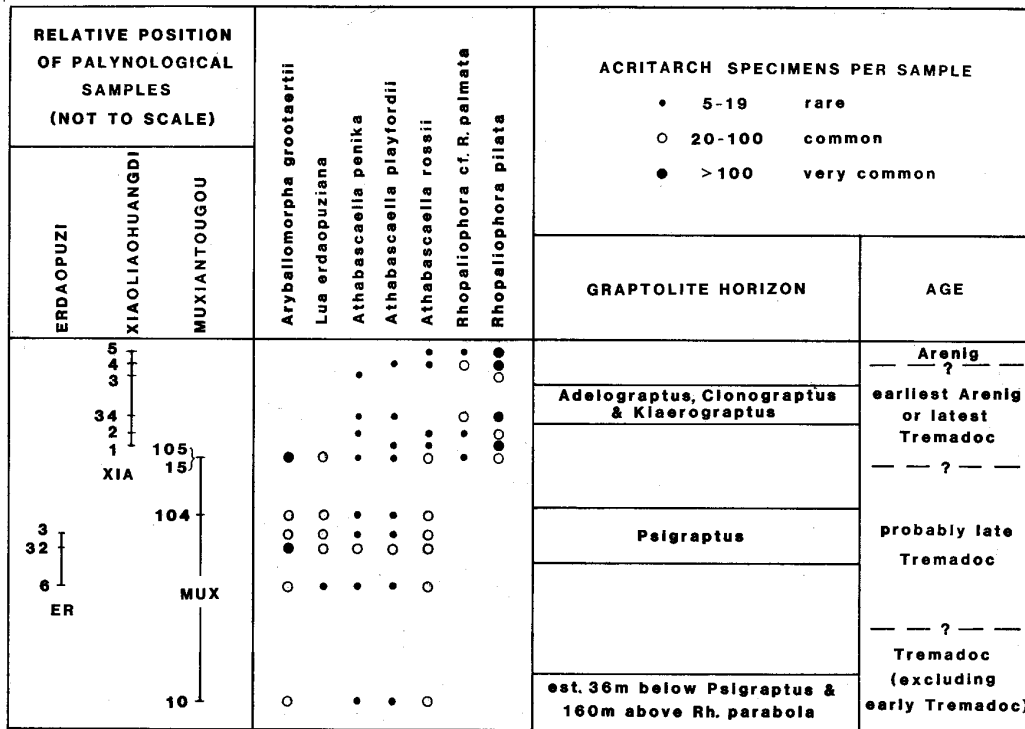 RELATIVE POSITION
OF PALYNOLOGICAL
SAMPLES
(NOT TO SCALE)
ERDAOPUZI
XIAOLIAOHUANGDI
MUXIANTOUGOU
Aryballomorpha grootaertii
Lua erdaopuziana
Athabascaella penika
Athabascaella playfordii
Athabascaella rossii
Rhopaliophora cf. R. palmata
Rhopaliophora pilata
ACRITARCH SPECIMENS PER SAMPLE
• 5-19 rare
○ 20-100 common
● >100 very common
GRAPTOLITE HORIZON
AGE
5
4
3
34
2
1
XIA
105
15
104
3
32
6
ER
MUX
10
Adelograptus, Clonograptus
& Kiaerograptus
Psigraptus
est. 36m below Psigraptus &
160m above Rh. parabola
Arenig
— — ? — —
earliest Arenig
or latest
Tremadoc
— — ? — —
probably late
Tremadoc
— — ? — —
Tremadoc
(excluding
early Tremadoc)